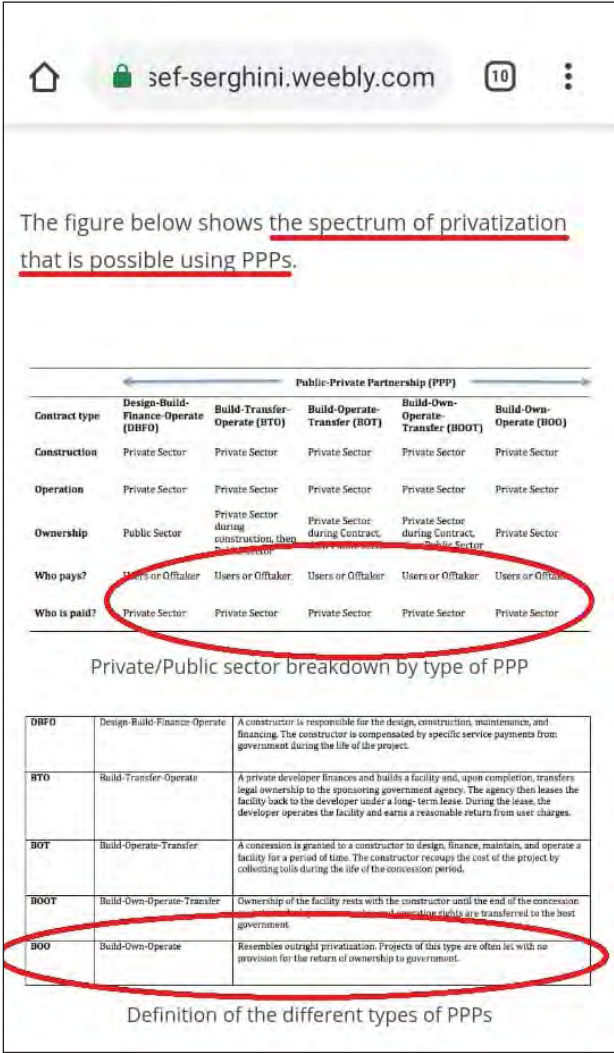 sef-serghini.weebly.com 10
The figure below shows the spectrum of privatization
that is possible using PPPs.
Public-Private Partnership (PPP)
Contract type Design-Build-Finance-Operate (DBFO) Build-Transfer-Operate (BTO) Build-Operate-Transfer (BOT) Build-Own-Operate-Transfer (BOOT) Build-Own-Operate (BOO)
Construction Private Sector Private Sector Private Sector Private Sector Private Sector
Operation Private Sector Private Sector Private Sector Private Sector Private Sector
Ownership Public Sector Private Sector during construction, then Private Sector during Contract, Private Sector during Contract, Public Sector Private Sector
Who pays? Users or Offtaker Users or Offtaker Users or Offtaker Users or Offtaker Users or Offtaker
Who is paid? Private Sector Private Sector Private Sector Private Sector Private Sector
Private/Public sector breakdown by type of PPP
DBFO Design-Build-Finance-Operate A constructor is responsible for the design, construction, maintenance, and
financing. The constructor is compensated by specific service payments from
government during the life of the project.
BTO Build-Transfer-Operate A private developer finances and builds a facility and, upon completion, transfers
legal ownership to the sponsoring government agency. The agency then leases the
facility back to the developer under a long- term lease. During the lease, the
developer operates the facility and earns a reasonable return from user charges.
BOT Build-Operate-Transfer A concession is granted to a constructor to design, finance, maintain, and operate a
facility for a period of time. The constructor recoups the cost of the project by
collecting tolls during the life of the concession period.
BOOT Build-Own-Operate-Transfer Ownership of the facility rests with the constructor until the end of the concession
operating rights are transferred to the host
government.
BOO Build-Own-Operate Resembles outright privatization. Projects of this type are often let with no
provision for the return of ownership to government.
Definition of the different types of PPPs